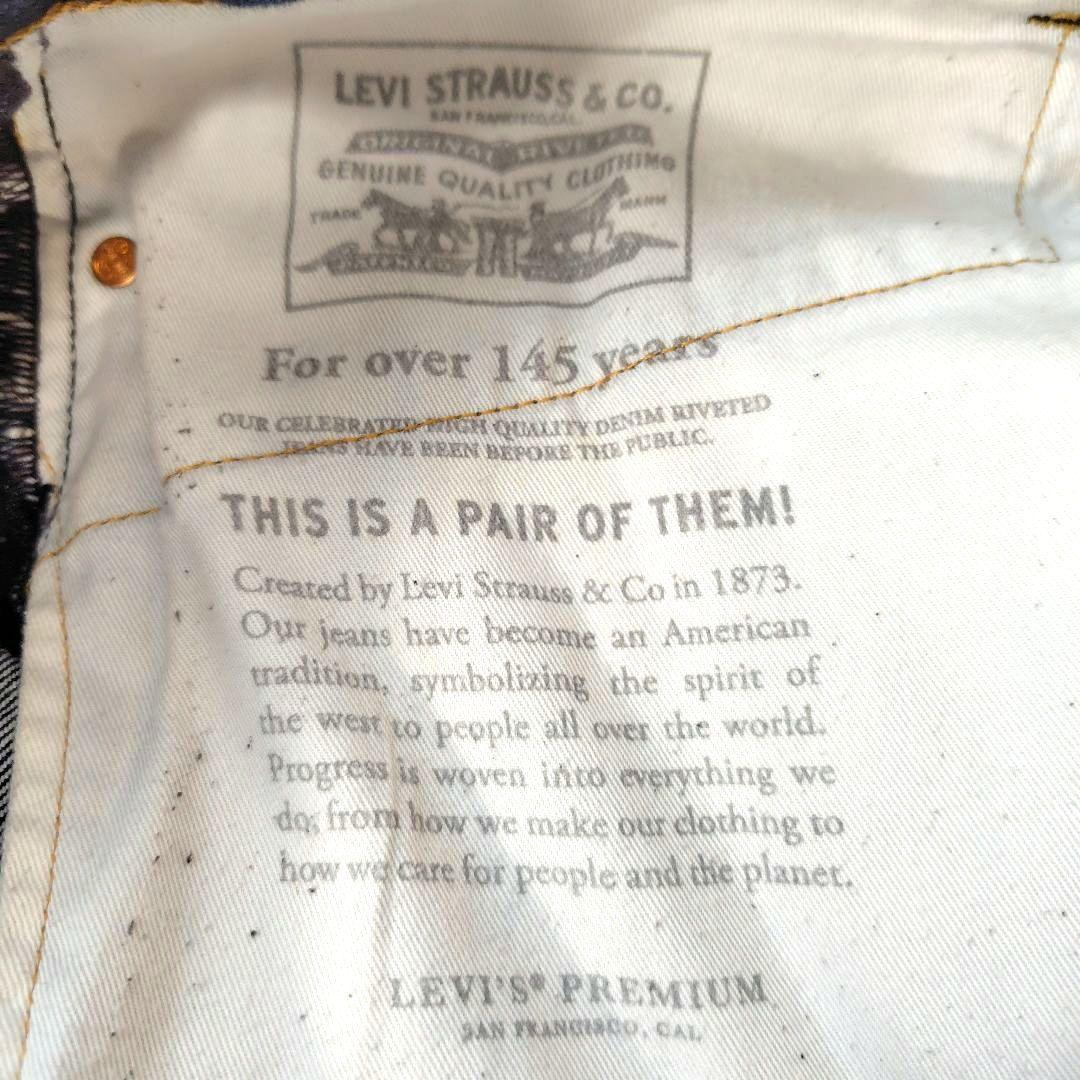 LEVI STRAUSS & CO.
SAN FRANCISCO, CAL.
ORIGINAL RIVETED
GENUINE QUALITY CLOTHING
TRADE MARK
For over 145 years
OUR CELEBRATED HIGH QUALITY DENIM RIVETED
JEANS HAVE BEEN BEFORE THE PUBLIC.
THIS IS A PAIR OF THEM!
Created by Levi Strauss & Co in 1873.
Our jeans have become an American
tradition, symbolizing the spirit of
the west to people all over the world.
Progress is woven into everything we
do, from how we make our clothing to
how we care for people and the planet.
LEVI'S® PREMIUM
SAN FRANCISCO, CAL